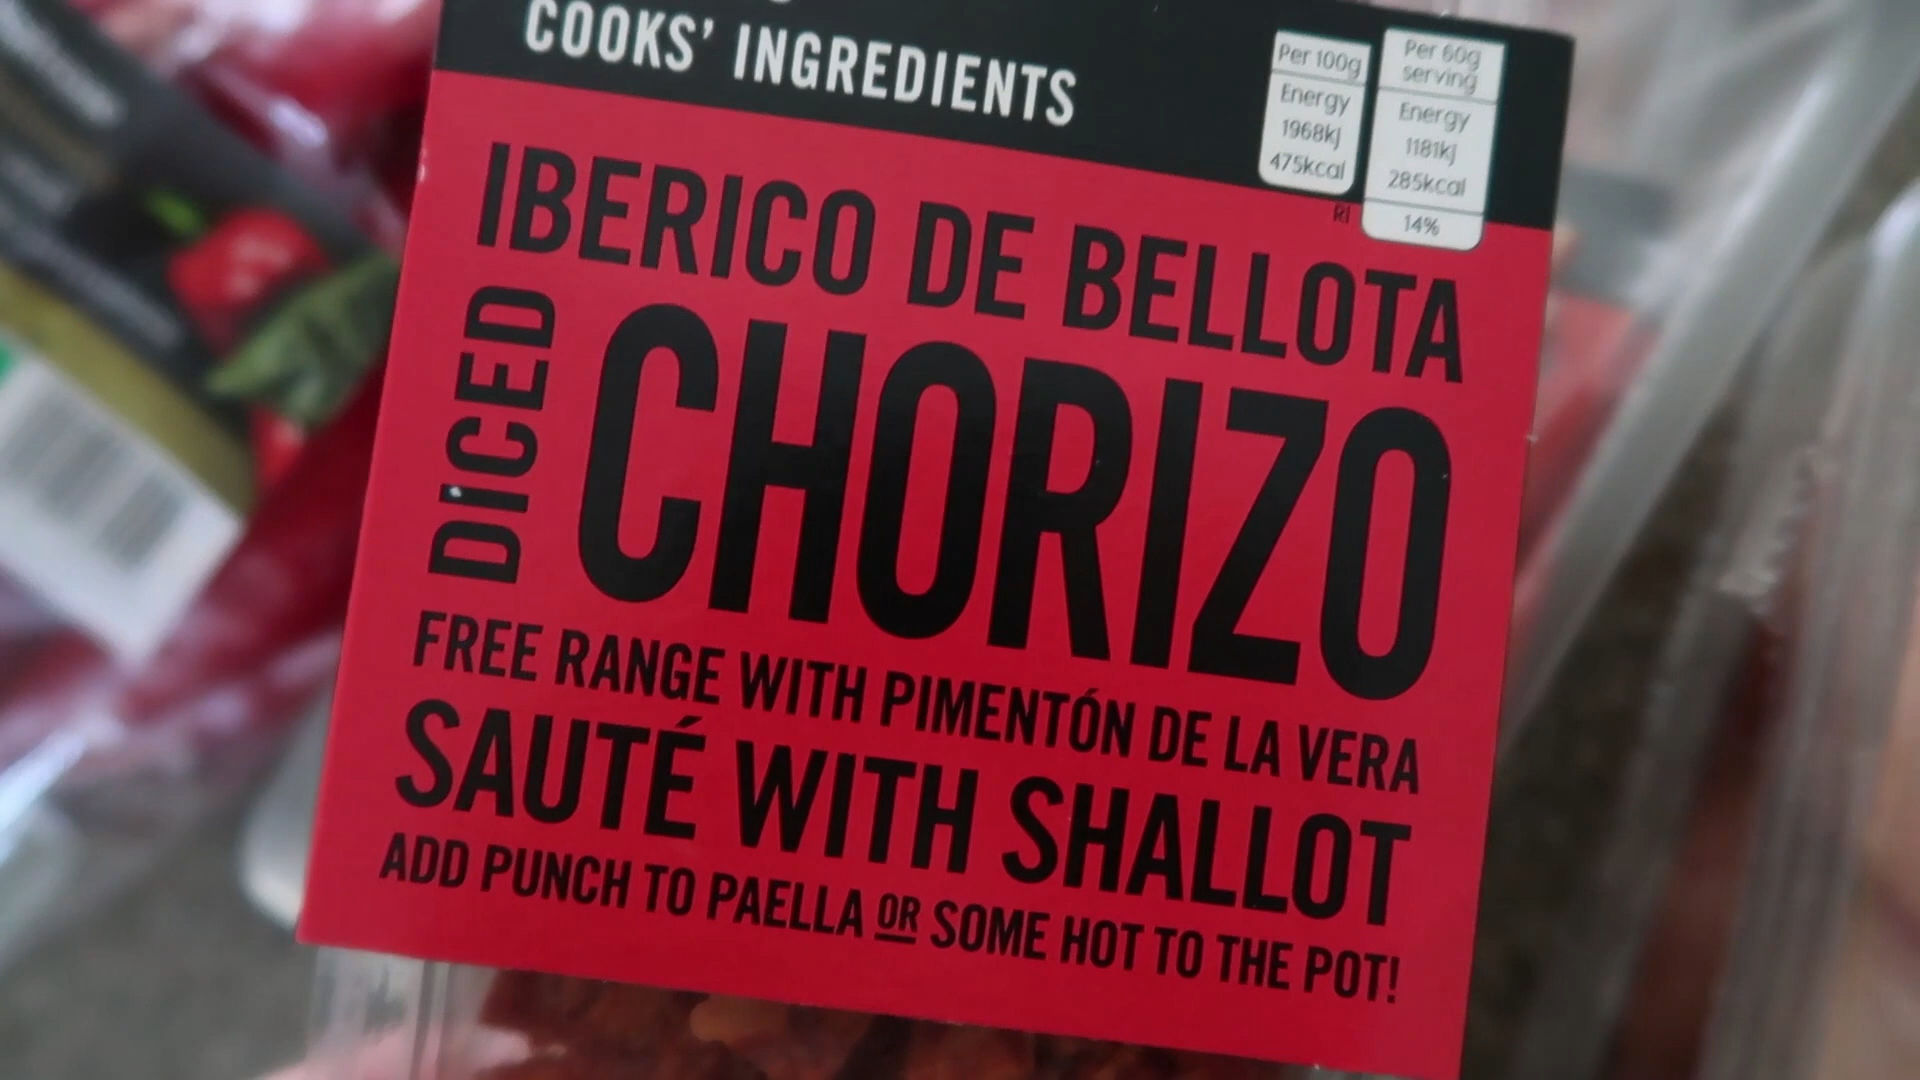 COOKS' INGREDIENTS
Per 100g
Energy
1968kJ
475kcal
Per 60g
serving
Energy
1181kJ
285kcal
RI 14%
IBERICO DE BELLOTA
DICED
CHORIZO
FREE RANGE WITH PIMENTÓN DE LA VERA
SAUTÉ WITH SHALLOT
ADD PUNCH TO PAELLA OR SOME HOT TO THE POT!